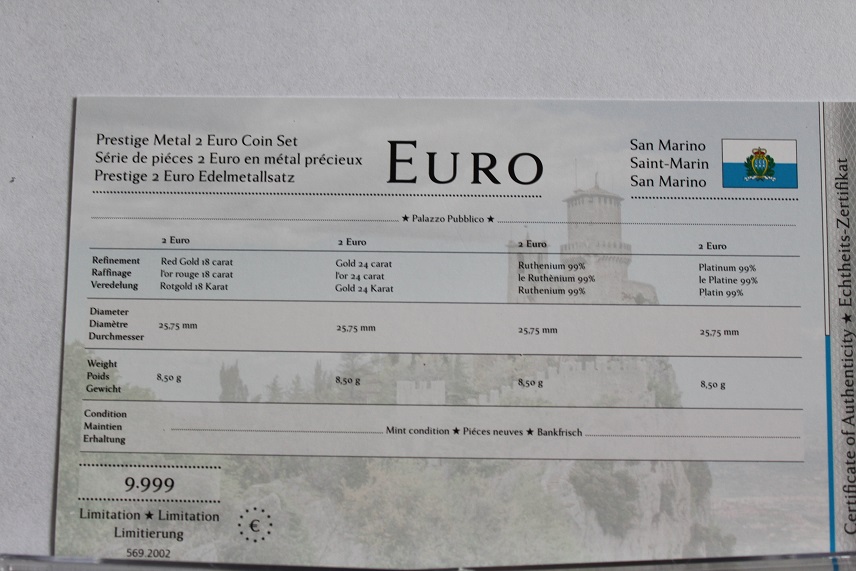 Prestige Metal 2 Euro Coin Set
Série de piéces 2 Euro en métal précieux
Prestige 2 Euro Edelmetallsatz
EURO
San Marino
Saint-Marin
San Marino
★ Palazzo Pubblico ★
2 Euro 2 Euro 2 Euro 2 Euro
Refinement Red Gold 18 carat Gold 24 carat Ruthenium 99% Platinum 99%
Raffinage l'or rouge 18 carat l'or 24 carat le Ruthènium 99% le Platine 99%
Veredelung Rotgold 18 Karat Gold 24 Karat Ruthenium 99% Platin 99%
Diameter
Diamètre 25,75 mm 25,75 mm 25,75 mm 25,75 mm
Durchmesser
Weight
Poids 8,50 g 8,50 g 8,50 g 8,50 g
Gewicht
Condition
Maintien Mint condition ★ Piéces neuves ★ Bankfrisch
Erhaltung
9.999
Limitation ★ Limitation
Limitierung
569.2002
€
Certificate of Authenticity ★ Echtheits-Zertifikat